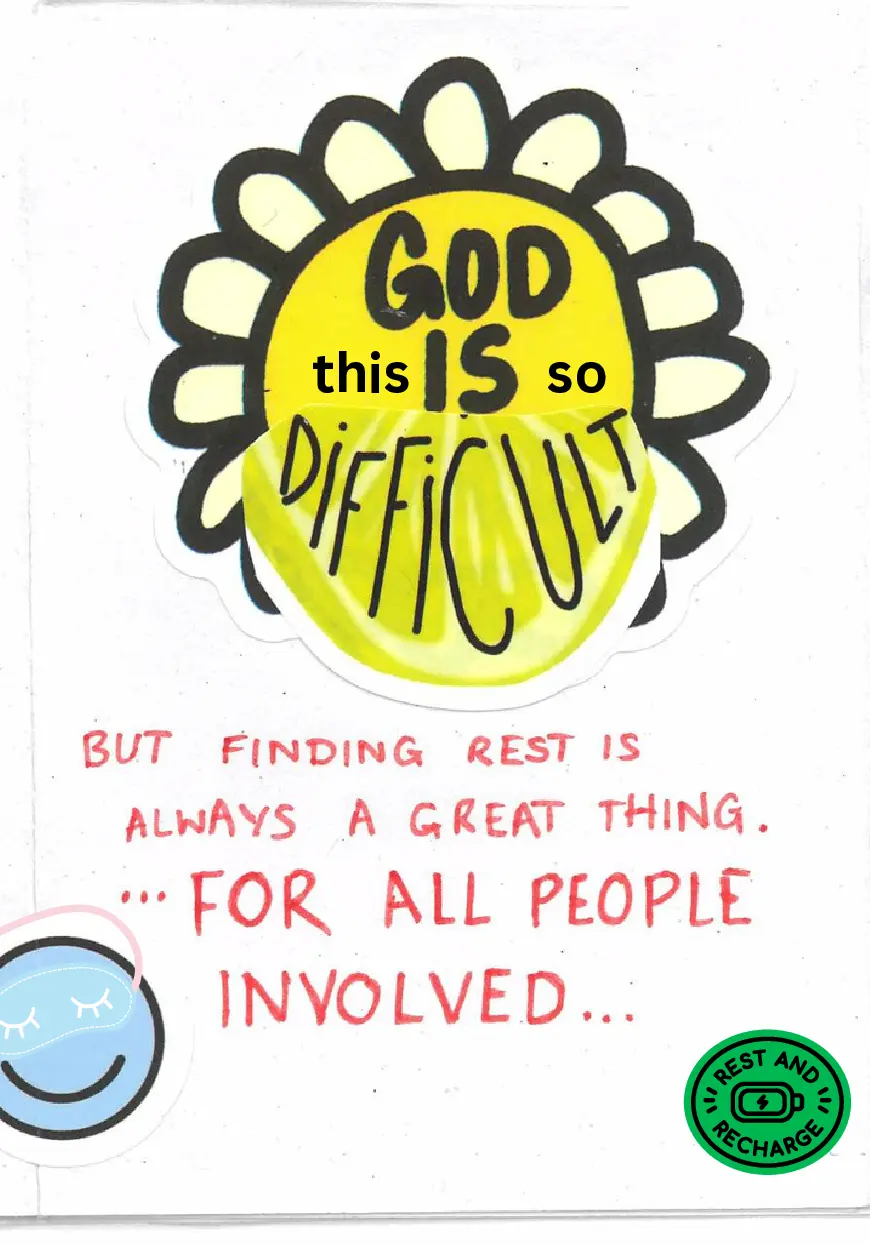 GOD
this IS so
DIFFICULT
BUT FINDING REST IS
ALWAYS A GREAT THING.
...FOR ALL PEOPLE
INVOLVED...
REST AND
RECHARGE